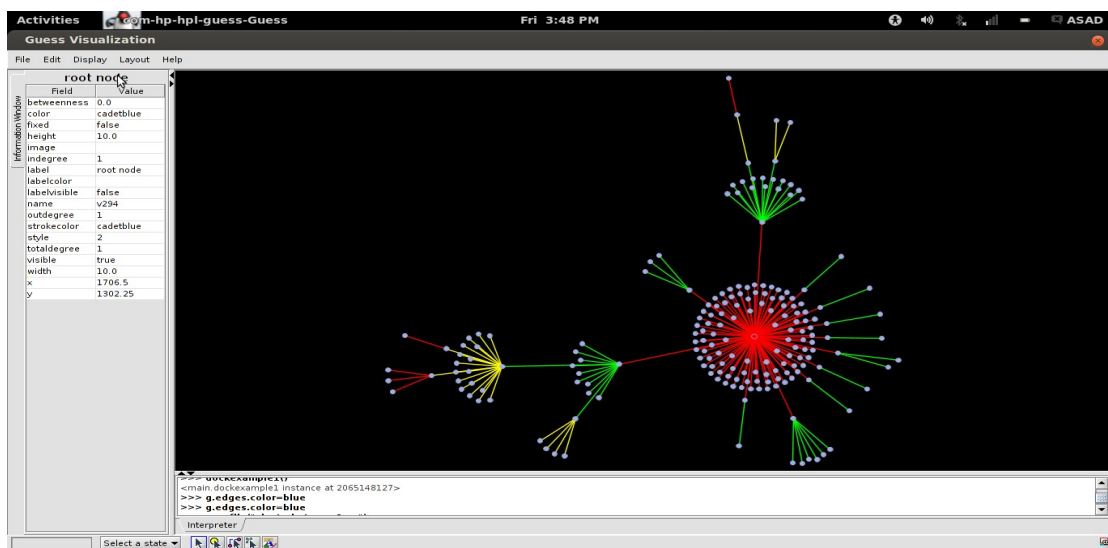 Activities com-hp-hpl-guess-Guess Fri 3:48 PM ASAD
Guess Visualization
File Edit Display Layout Help
Information Window
root node
Field Value
betweenness 0.0
color cadetblue
fixed false
height 10.0
image
indegree 1
label root node
labelcolor
labelvisible false
name v294
outdegree 1
strokecolor cadetblue
style 2
totaldegree 1
visible true
width 10.0
x 1706.5
y 1302.25
>>> dockexample1()
<main.dockexample1 instance at 2065148127>
>>> g.edges.color=blue
>>> g.edges.color=blue
Interpreter
Select a state